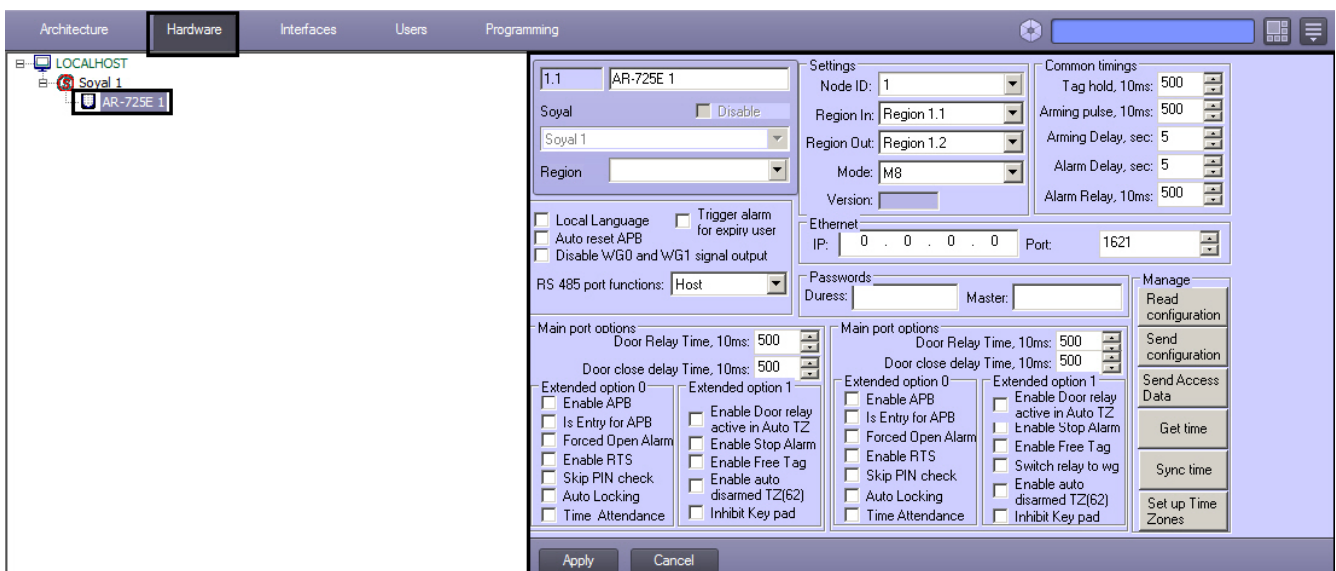 Architecture Hardware Interfaces Users Programming
LOCALHOST
Soyal 1
AR-725E 1
1.1 AR-725E 1
Soyal Disable
Soyal 1
Region
Settings
Node ID: 1
Region In: Region 1.1
Region Out: Region 1.2
Mode: M8
Version:
Common timings
Tag hold, 10ms: 500
Arming pulse, 10ms: 500
Arming Delay, sec: 5
Alarm Delay, sec: 5
Alarm Relay, 10ms: 500
Local Language
Trigger alarm
for expiry user
Auto reset APB
Disable WG0 and WG1 signal output
RS 485 port functions: Host
Ethernet
IP: 0 . 0 . 0 . 0 Port: 1621
Passwords
Duress: Master:
Manage
Read
configuration
Send
configuration
Send Access
Data
Get time
Sync time
Set up Time
Zones
Main port options
Door Relay Time, 10ms: 500
Door close delay Time, 10ms: 500
Extended option 0
Enable APB
Is Entry for APB
Forced Open Alarm
Enable RTS
Skip PIN check
Auto Locking
Time Attendance
Extended option 1
Enable Door relay
active in Auto TZ
Enable Stop Alarm
Enable Free Tag
Enable auto
disarmed TZ(62)
Inhibit Key pad
Main port options
Door Relay Time, 10ms: 500
Door close delay Time, 10ms: 500
Extended option 0
Enable APB
Is Entry for APB
Forced Open Alarm
Enable RTS
Skip PIN check
Auto Locking
Time Attendance
Extended option 1
Enable Door relay
active in Auto TZ
Enable Stop Alarm
Enable Free Tag
Switch relay to wg
Enable auto
disarmed TZ(62)
Inhibit Key pad
Apply Cancel